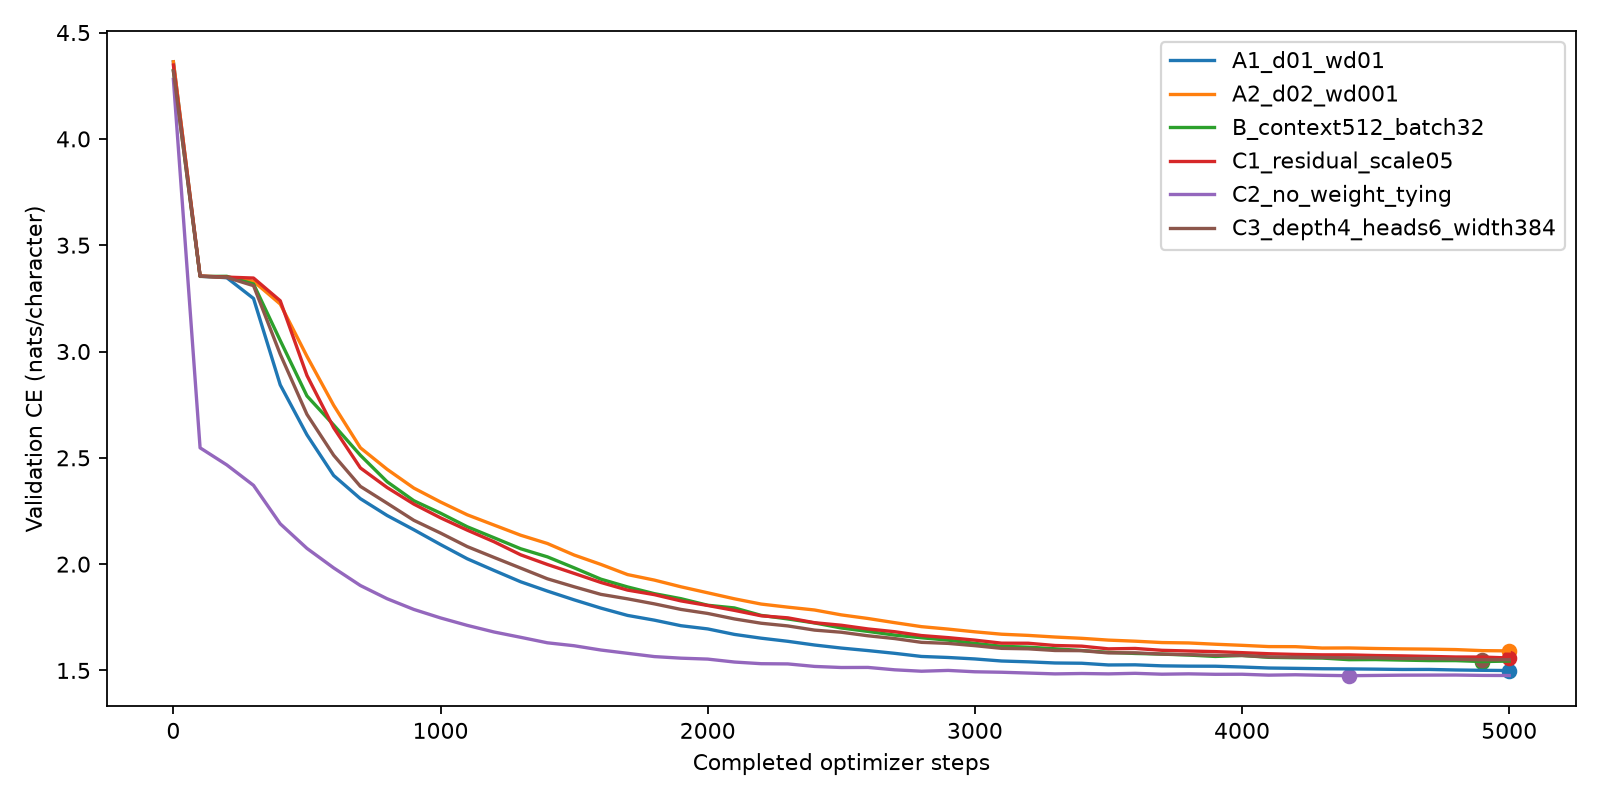 4.5
4.0
3.5
3.0
2.5
2.0
1.5
Validation CE (nats/character)
0 1000 2000 3000 4000 5000
Completed optimizer steps
A1_d01_wd01
A2_d02_wd001
B_context512_batch32
C1_residual_scale05
C2_no_weight_tying
C3_depth4_heads6_width384